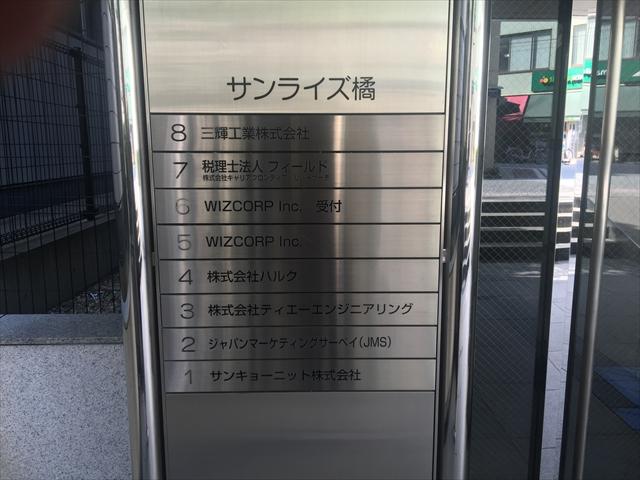 サンライズ橘
8 三輝工業株式会社
7 税理士法人 フィールド
6 WIZCORP Inc. 受付
5 WIZCORP Inc.
4 株式会社ハルク
3 株式会社ティエーエンジニアリング
2 ジャパンマーケティングサーベイ(JMS)
1 サンキョーニット株式会社